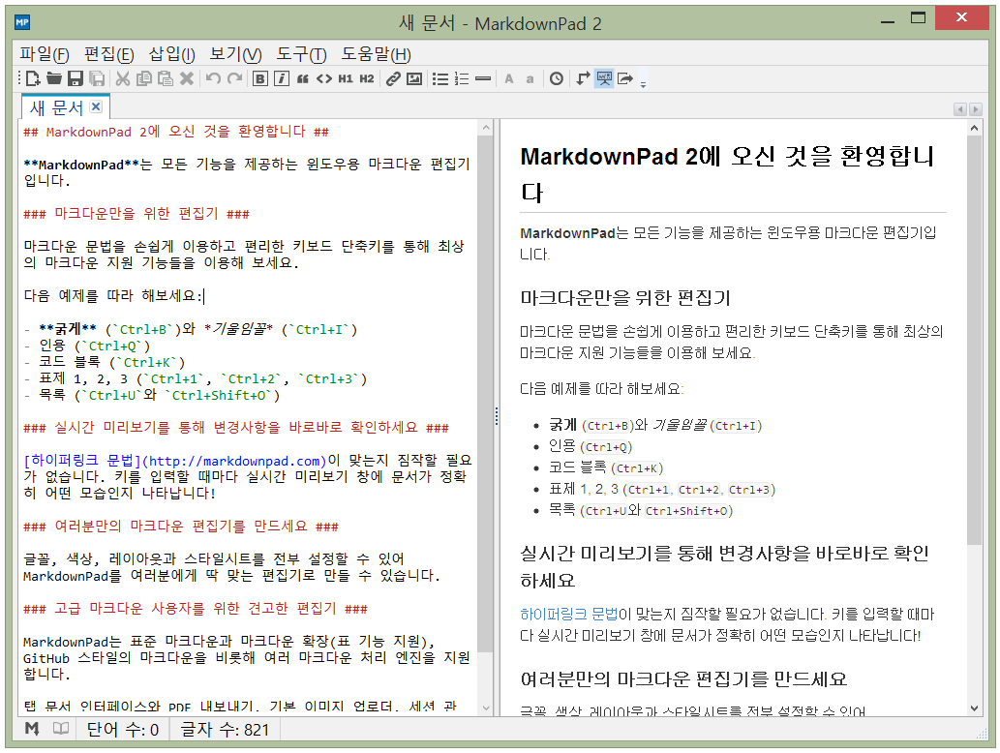 MP
새 문서 - MarkdownPad 2
파일(F) 편집(E) 삽입(I) 보기(V) 도구(T) 도움말(H)
B i H1 H2 A a
새 문서
## MarkdownPad 2에 오신 것을 환영합니다 ##
**MarkdownPad**는 모든 기능을 제공하는 윈도우용 마크다운 편집기
입니다.
### 마크다운만을 위한 편집기 ###
마크다운 문법을 손쉽게 이용하고 편리한 키보드 단축키를 통해 최상
의 마크다운 지원 기능들을 이용해 보세요.
다음 예제를 따라 해보세요:
- **굵게** (`Ctrl+B`)와 *기울임꼴* (`Ctrl+I`)
- 인용 (`Ctrl+Q`)
- 코드 블록 (`Ctrl+K`)
- 표제 1, 2, 3 (`Ctrl+1`, `Ctrl+2`, `Ctrl+3`)
- 목록 (`Ctrl+U`와 `Ctrl+Shift+O`)
### 실시간 미리보기를 통해 변경사항을 바로바로 확인하세요 ###
[하이퍼링크 문법](http://markdownpad.com)이 맞는지 짐작할 필요
가 없습니다. 키를 입력할 때마다 실시간 미리보기 창에 문서가 정확
히 어떤 모습인지 나타납니다!
### 여러분만의 마크다운 편집기를 만드세요 ###
글꼴, 색상, 레이아웃과 스타일시트를 전부 설정할 수 있어
MarkdownPad를 여러분에게 딱 맞는 편집기로 만들 수 있습니다.
### 고급 마크다운 사용자를 위한 견고한 편집기 ###
MarkdownPad는 표준 마크다운과 마크다운 확장(표 기능 지원),
GitHub 스타일의 마크다운을 비롯해 여러 마크다운 처리 엔진을 지원
합니다.
탭 문서 인터페이스와 PDF 내보내기, 기본 이미지 업로더, 세션 관
MarkdownPad 2에 오신 것을 환영합니
다
MarkdownPad는 모든 기능을 제공하는 윈도우용 마크다운 편집기입
니다.
마크다운만을 위한 편집기
마크다운 문법을 손쉽게 이용하고 편리한 키보드 단축키를 통해 최상의
마크다운 지원 기능들을 이용해 보세요.
다음 예제를 따라 해보세요:
• 굵게 (Ctrl+B)와 기울임꼴 (Ctrl+I)
• 인용 (Ctrl+Q)
• 코드 블록 (Ctrl+K)
• 표제 1, 2, 3 (Ctrl+1, Ctrl+2, Ctrl+3)
• 목록 (Ctrl+U와 Ctrl+Shift+O)
실시간 미리보기를 통해 변경사항을 바로바로 확인
하세요
하이퍼링크 문법이 맞는지 짐작할 필요가 없습니다. 키를 입력할 때마
다 실시간 미리보기 창에 문서가 정확히 어떤 모습인지 나타납니다!
여러분만의 마크다운 편집기를 만드세요
글꼴, 색상, 레이아웃과 스타일시트를 전부 설정할 수 있어
단어 수: 0 글자 수: 821